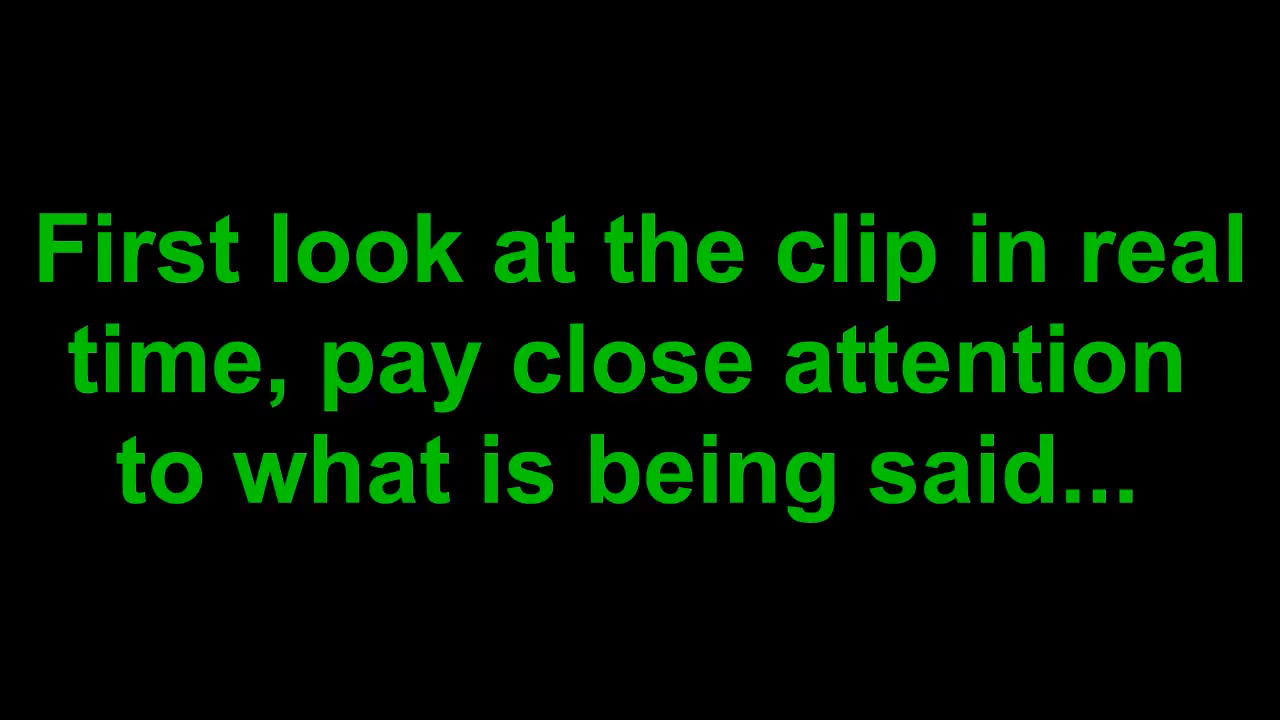 First look at the clip in real
time, pay close attention
to what is being said...